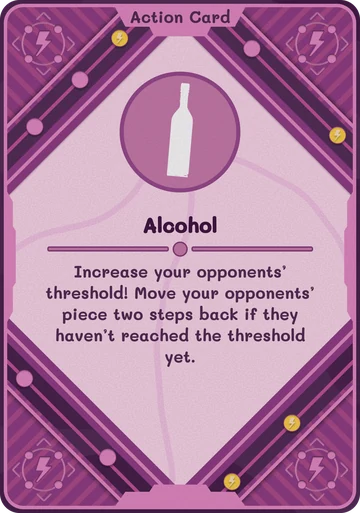 Action Card
Alcohol
Increase your opponents'
threshold! Move your opponents'
piece two steps back if they
haven't reached the threshold
yet.